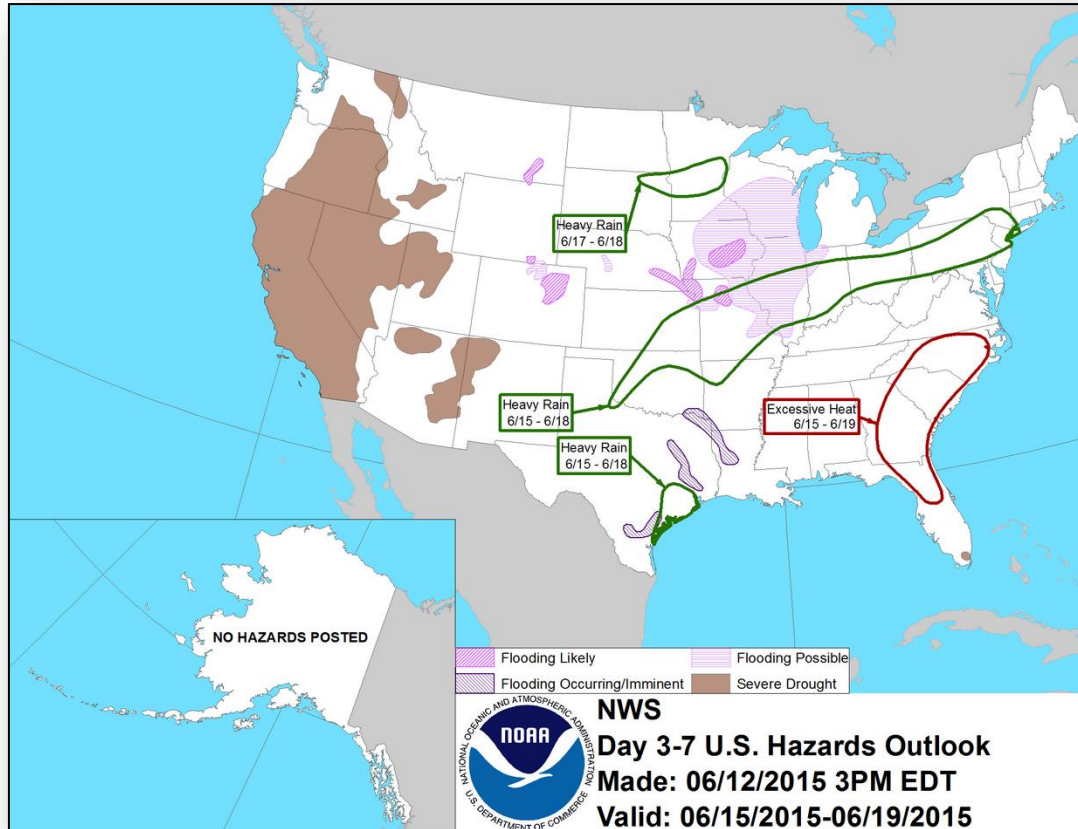 Heavy Rain
6/17 - 6/18
Heavy Rain
6/15 - 6/18
Excessive Heat
6/15 - 6/19
Heavy Rain
6/15 - 6/18
NO HAZARDS POSTED
Flooding Likely
Flooding Possible
Flooding Occurring/Imminent
Severe Drought
NATIONAL OCEANIC AND ATMOSPHERIC ADMINISTRATION
NOAA
U.S. DEPARTMENT OF COMMERCE
NWS
Day 3-7 U.S. Hazards Outlook
Made: 06/12/2015 3PM EDT
Valid: 06/15/2015-06/19/2015